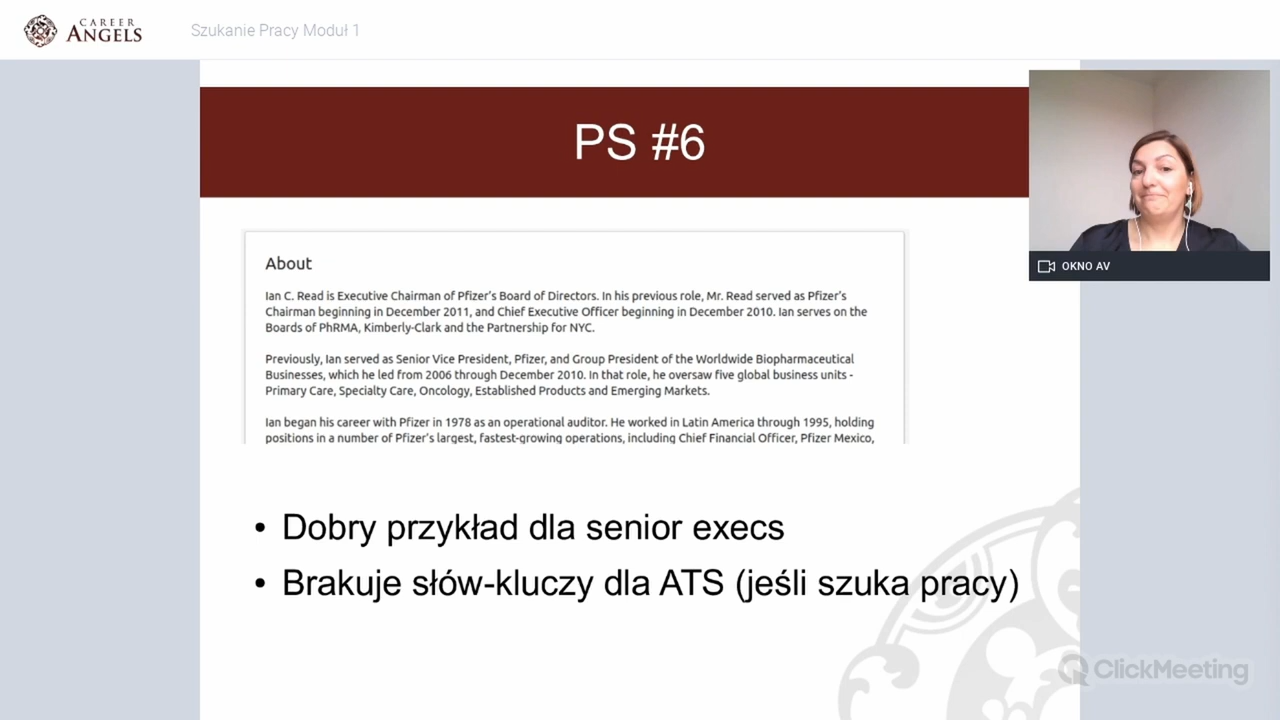 CAREER
ANGELS
Szukanie Pracy Moduł 1
PS #6
OKNO AV
About
Ian C. Read is Executive Chairman of Pfizer's Board of Directors. In his previous role, Mr. Read served as Pfizer's
Chairman beginning in December 2011, and Chief Executive Officer beginning in December 2010. Ian serves on the
Boards of PhRMA, Kimberly-Clark and the Partnership for NYC.
Previously, Ian served as Senior Vice President, Pfizer, and Group President of the Worldwide Biopharmaceutical
Businesses, which he led from 2006 through December 2010. In that role, he oversaw five global business units -
Primary Care, Specialty Care, Oncology, Established Products and Emerging Markets.
Ian began his career with Pfizer in 1978 as an operational auditor. He worked in Latin America through 1995, holding
positions in a number of Pfizer's largest, fastest-growing operations, including Chief Financial Officer, Pfizer Mexico,
• Dobry przykład dla senior execs
• Brakuje słów-kluczy dla ATS (jeśli szuka pracy)
ClickMeeting